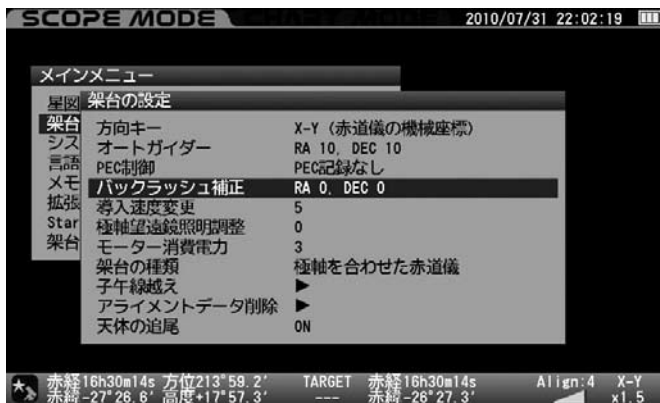 SCOPE MODE CHART MODE 2010/07/31 22:02:19
メインメニュー
星図
架台の設定
架台
方向キー X-Y (赤道儀の機械座標)
シス
オートガイダー RA 10, DEC 10
言語
PEC制御 PEC記録なし
メモ
バックラッシュ補正 RA 0, DEC 0
拡張
導入速度変更 5
Star
極軸望遠鏡照明調整 0
架台
モーター消費電力 3
架台の種類 極軸を合わせた赤道儀
子午線越え ▶
アライメントデータ削除 ▶
天体の追尾 ON
赤経16h30m14s 方位213°59.2′ TARGET 赤経16h30m14s Align:4 X-Y
赤緯-27°26.6′ 高度+17°57.3′ --- 赤緯-26°27.3′ x1.5